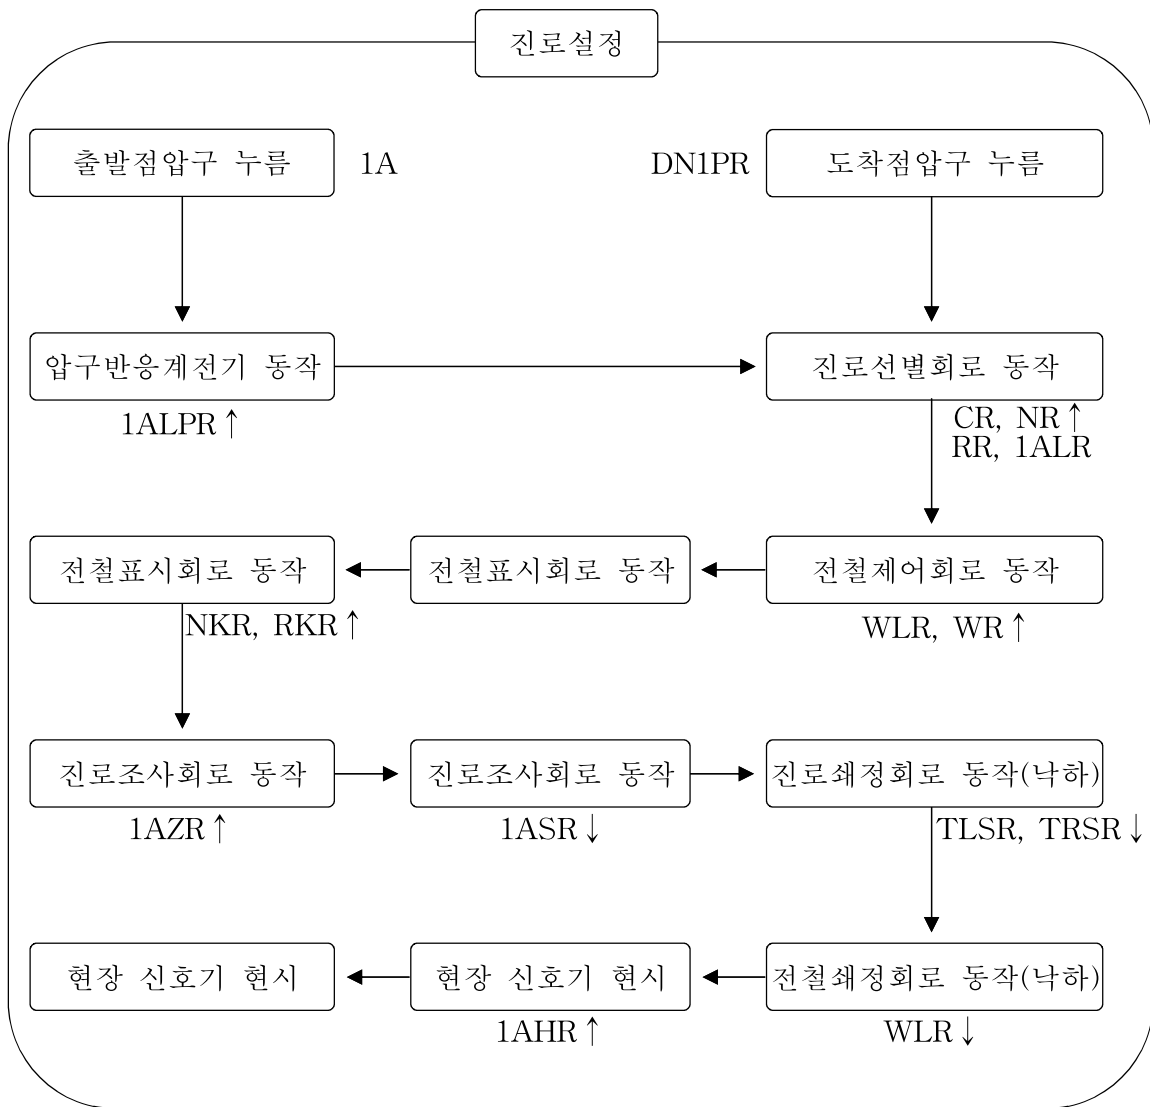 진로설정
출발점압구 누름
1A
DN1PR
도착점압구 누름
압구반응계전기 동작
1ALPR↑
진로선별회로 동작
CR, NR↑
RR, 1ALR
전철표시회로 동작
NKR, RKR↑
전철표시회로 동작
전철제어회로 동작
WLR, WR↑
진로조사회로 동작
1AZR↑
진로조사회로 동작
1ASR↓
진로쇄정회로 동작(낙하)
TLSR, TRSR↓
현장 신호기 현시
현장 신호기 현시
1AHR↑
전철쇄정회로 동작(낙하)
WLR↓